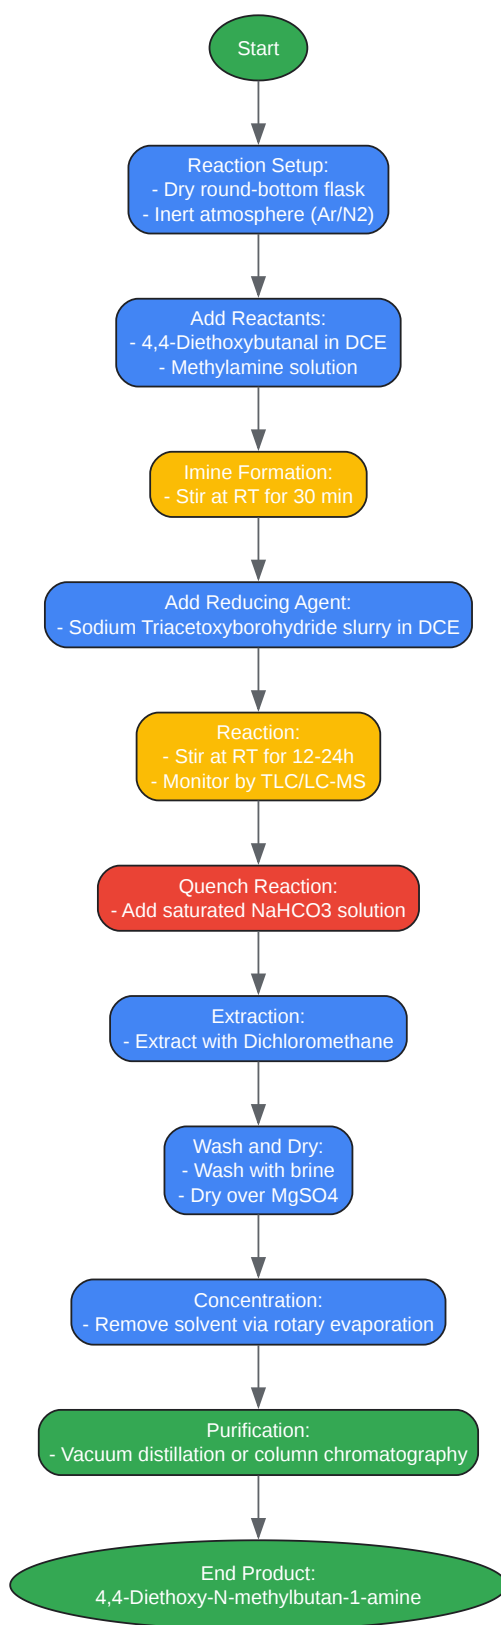 Start
Reaction Setup:
- Dry round-bottom flask
- Inert atmosphere (Ar/N2)
Add Reactants:
- 4,4-Diethoxybutanal in DCE
- Methylamine solution
Imine Formation:
- Stir at RT for 30 min
Add Reducing Agent:
- Sodium Triacetoxyborohydride slurry in DCE
Reaction:
- Stir at RT for 12-24h
- Monitor by TLC/LC-MS
Quench Reaction:
- Add saturated NaHCO3 solution
Extraction:
- Extract with Dichloromethane
Wash and Dry:
- Wash with brine
- Dry over MgSO4
Concentration:
- Remove solvent via rotary evaporation
Purification:
- Vacuum distillation or column chromatography
End Product:
4,4-Diethoxy-N-methylbutan-1-amine